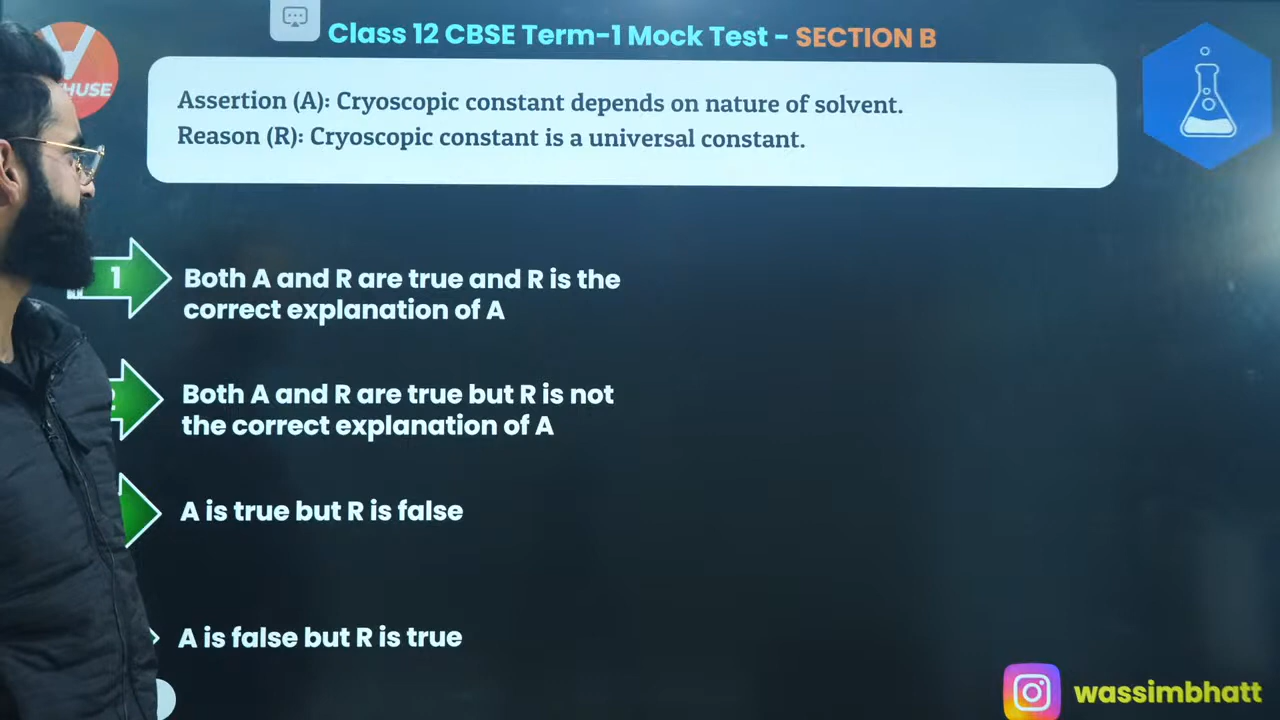 Class 12 CBSE Term-1 Mock Test - SECTION B
Assertion (A): Cryoscopic constant depends on nature of solvent.
Reason (R): Cryoscopic constant is a universal constant.
1
Both A and R are true and R is the
correct explanation of A
Both A and R are true but R is not
the correct explanation of A
A is true but R is false
A is false but R is true
wassimbhatt